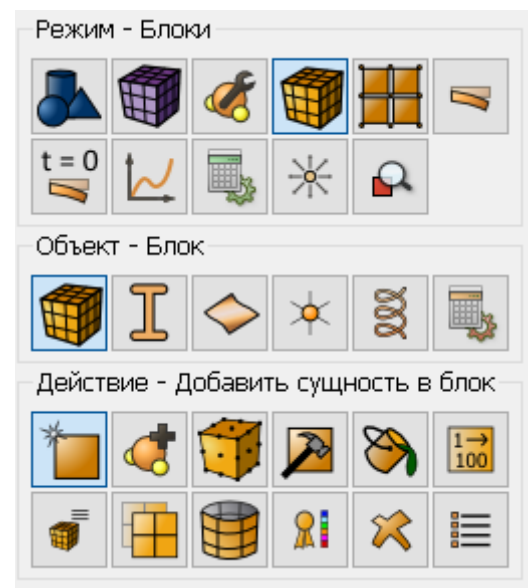 Режим - Блоки
t = 0
Объект - Блок
Действие - Добавить сущность в блок
1→
100